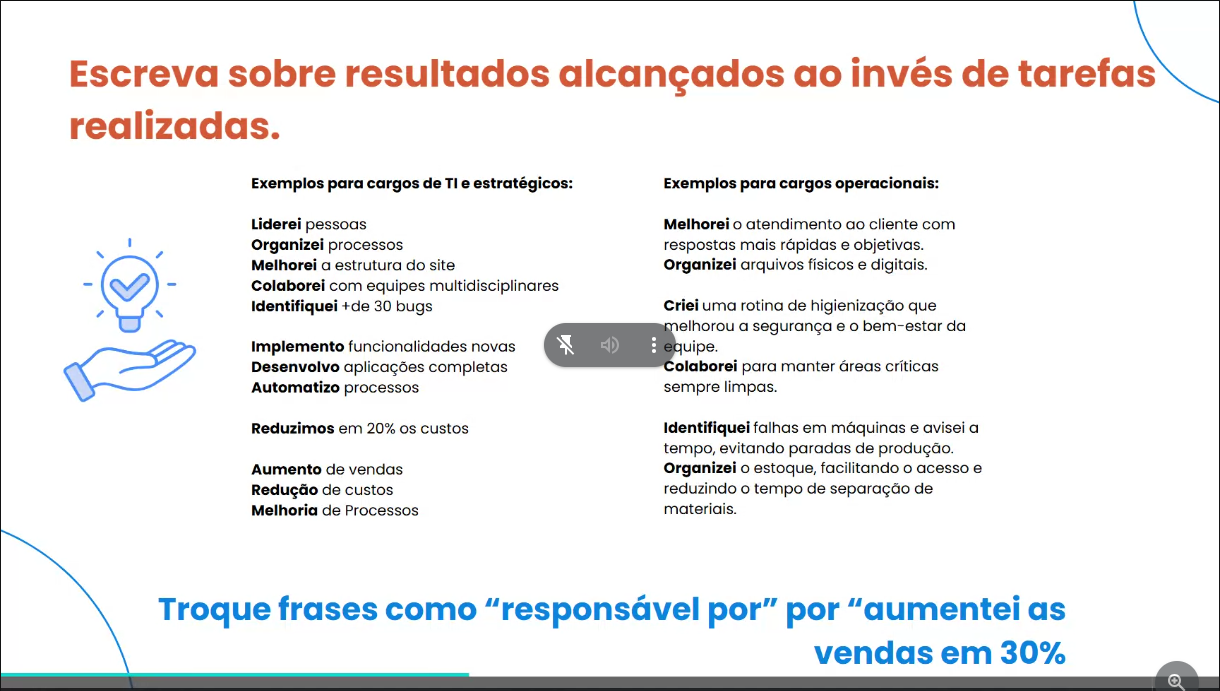 Escreva sobre resultados alcançados ao invés de tarefas
realizadas.
Exemplos para cargos de TI e estratégicos:
Liderei pessoas
Organizei processos
Melhorei a estrutura do site
Colaborei com equipes multidisciplinares
Identifiquei +de 30 bugs
Implemento funcionalidades novas
Desenvolvo aplicações completas
Automatizo processos
Reduzimos em 20% os custos
Aumento de vendas
Redução de custos
Melhoria de Processos
Exemplos para cargos operacionais:
Melhorei o atendimento ao cliente com
respostas mais rápidas e objetivas.
Organizei arquivos físicos e digitais.
Criei uma rotina de higienização que
melhorou a segurança e o bem-estar da
equipe.
Colaborei para manter áreas críticas
sempre limpas.
Identifiquei falhas em máquinas e avisei a
tempo, evitando paradas de produção.
Organizei o estoque, facilitando o acesso e
reduzindo o tempo de separação de
materiais.
Troque frases como “responsável por” por “aumentei as
vendas em 30%